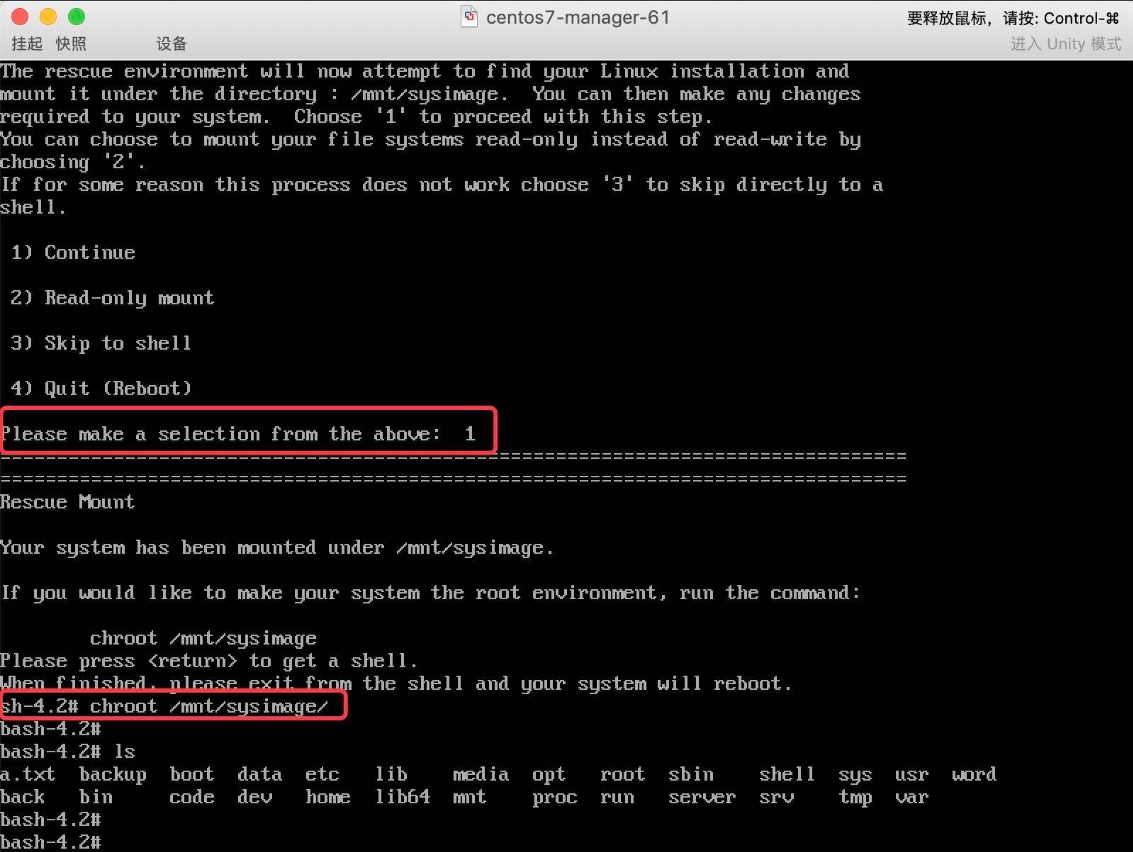 centos7-manager-61
要释放鼠标，请按: Control-⌘
挂起 快照 设备
进入 Unity 模式
The rescue environment will now attempt to find your Linux installation and
mount it under the directory : /mnt/sysimage.  You can then make any changes
required to your system.  Choose '1' to proceed with this step.
You can choose to mount your file systems read-only instead of read-write by
choosing '2'.
If for some reason this process does not work choose '3' to skip directly to a
shell.
1) Continue
2) Read-only mount
3) Skip to shell
4) Quit (Reboot)
Please make a selection from the above:  1
================================================================================
================================================================================
Rescue Mount
Your system has been mounted under /mnt/sysimage.
If you would like to make your system the root environment, run the command:
chroot /mnt/sysimage
Please press <return> to get a shell.
When finished, please exit from the shell and your system will reboot.
sh-4.2# chroot /mnt/sysimage/
bash-4.2#
bash-4.2# ls
a.txt  backup  boot  data  etc   lib    media  opt   root  sbin    shell  sys  usr  word
back   bin     code  dev   home  lib64  mnt    proc  run   server  srv    tmp  var
bash-4.2#
bash-4.2#